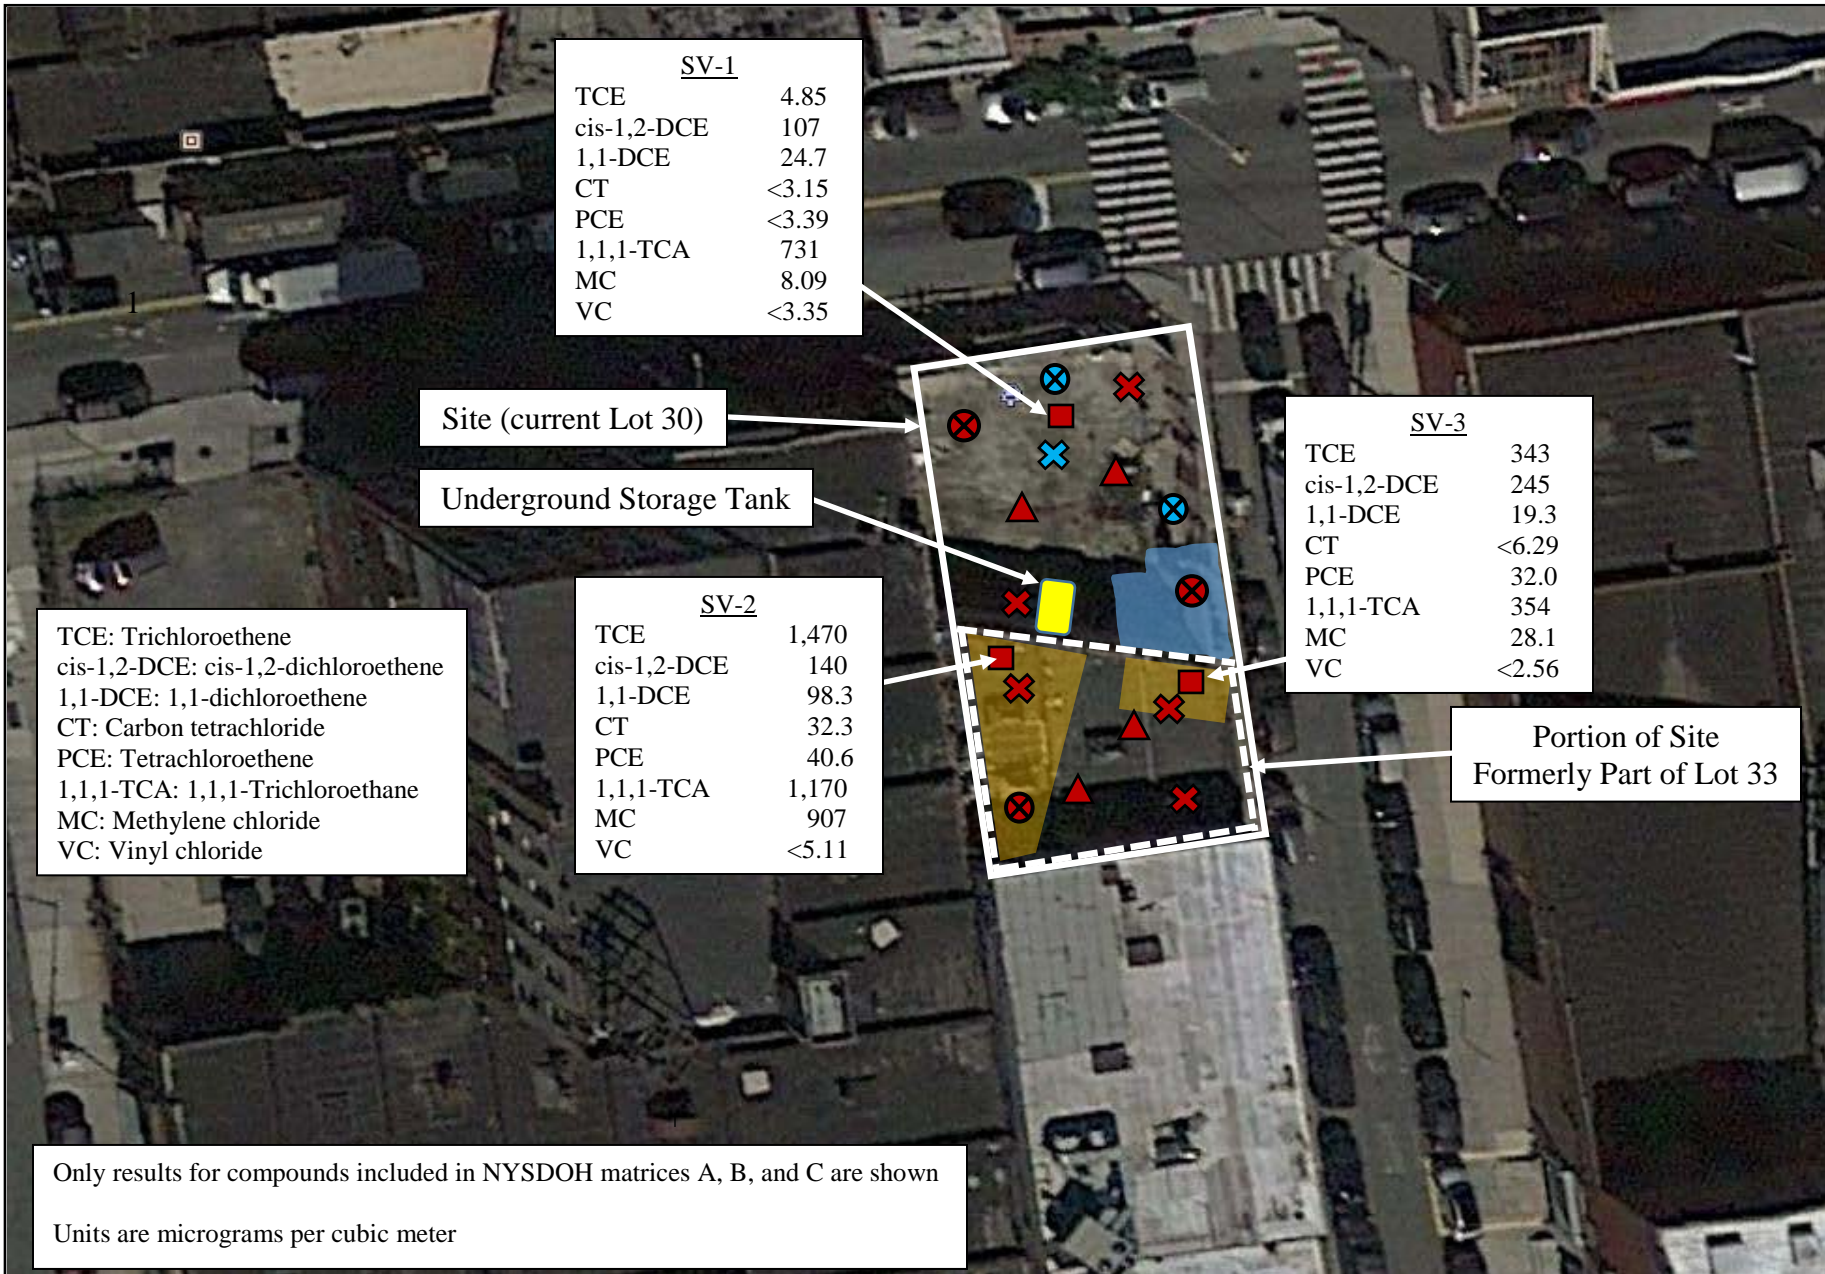 SV-1
TCE 4.85
cis-1,2-DCE 107
1,1-DCE 24.7
CT <3.15
PCE <3.39
1,1,1-TCA 731
MC 8.09
VC <3.35
1
Site (current Lot 30)
Underground Storage Tank
SV-3
TCE 343
cis-1,2-DCE 245
1,1-DCE 19.3
CT <6.29
PCE 32.0
1,1,1-TCA 354
MC 28.1
VC <2.56
SV-2
TCE 1,470
cis-1,2-DCE 140
1,1-DCE 98.3
CT 32.3
PCE 40.6
1,1,1-TCA 1,170
MC 907
VC <5.11
TCE: Trichloroethene
cis-1,2-DCE: cis-1,2-dichloroethene
1,1-DCE: 1,1-dichloroethene
CT: Carbon tetrachloride
PCE: Tetrachloroethene
1,1,1-TCA: 1,1,1-Trichloroethane
MC: Methylene chloride
VC: Vinyl chloride
Portion of Site
Formerly Part of Lot 33
Only results for compounds included in NYSDOH matrices A, B, and C are shown
Units are micrograms per cubic meter